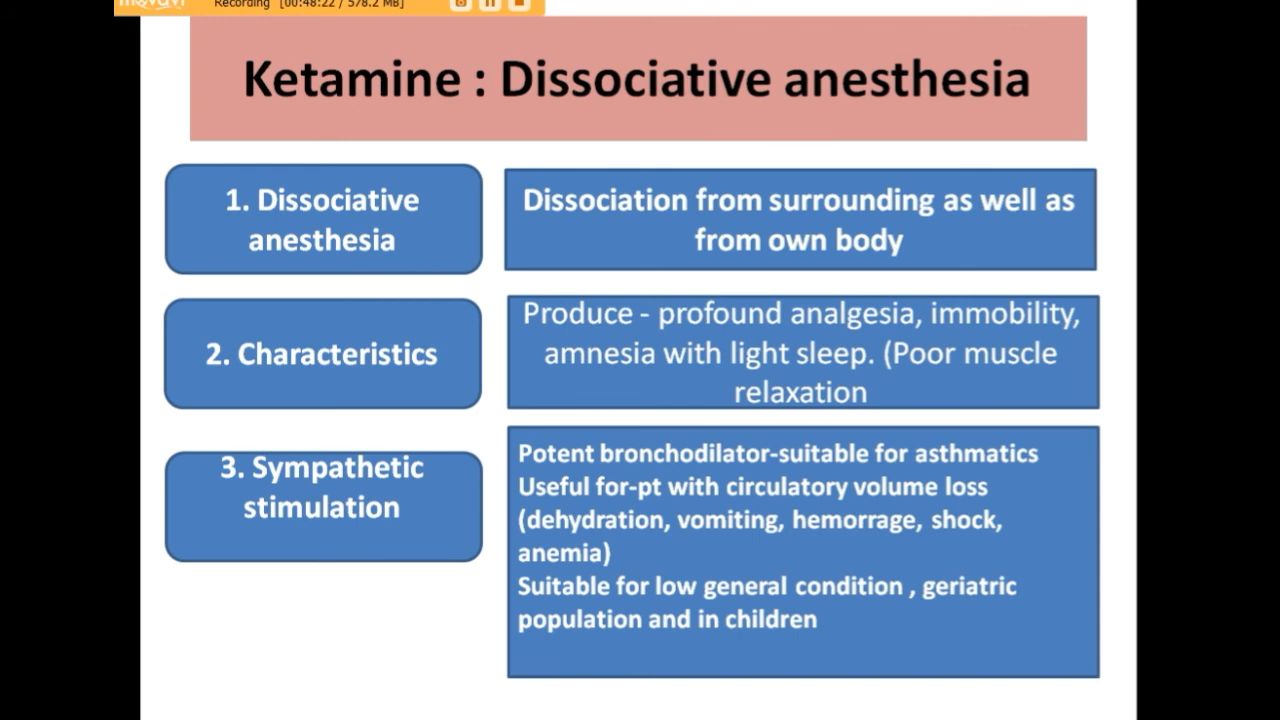 movavi Recording [00:48:22 / 578.2 MB]
Ketamine : Dissociative anesthesia
1. Dissociative
anesthesia
Dissociation from surrounding as well as
from own body
2. Characteristics
Produce - profound analgesia, immobility,
amnesia with light sleep. (Poor muscle
relaxation
3. Sympathetic
stimulation
Potent bronchodilator-suitable for asthmatics
Useful for-pt with circulatory volume loss
(dehydration, vomiting, hemorrage, shock,
anemia)
Suitable for low general condition , geriatric
population and in children